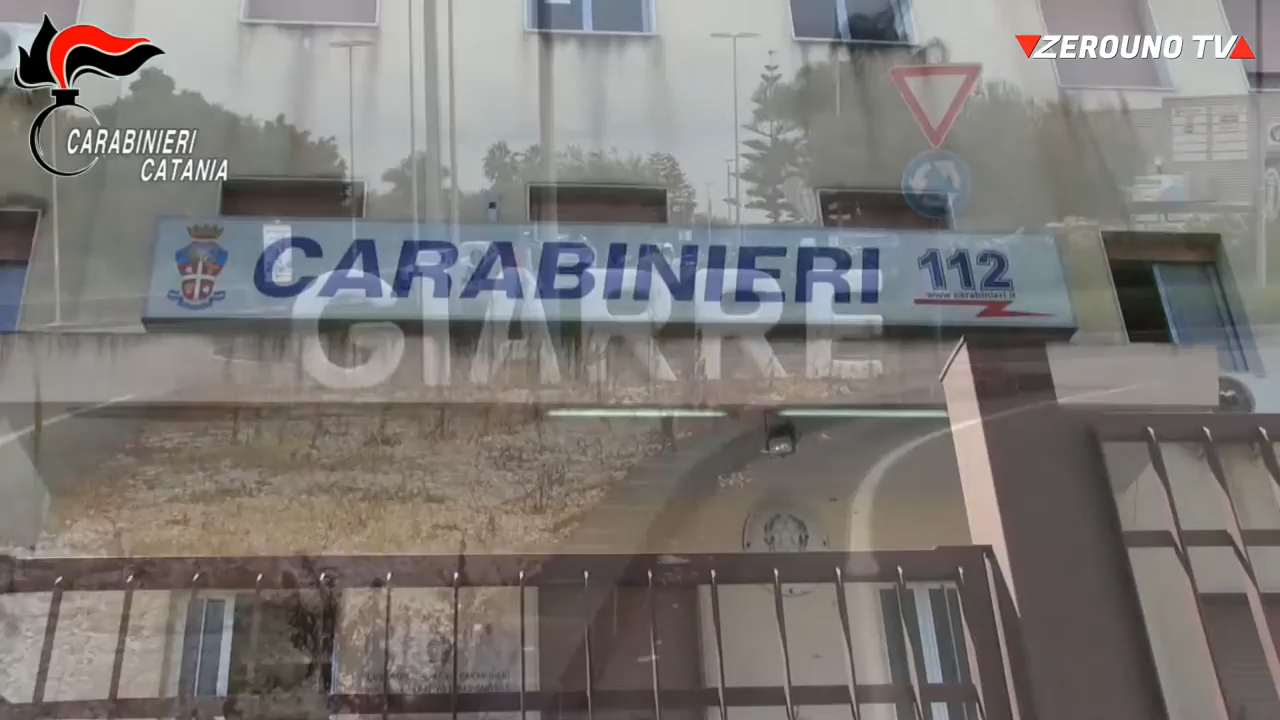 CARABINIERI
CATANIA
ZEROUNO TV
CARABINIERI 112
www.carabinieri.it
GIARRE